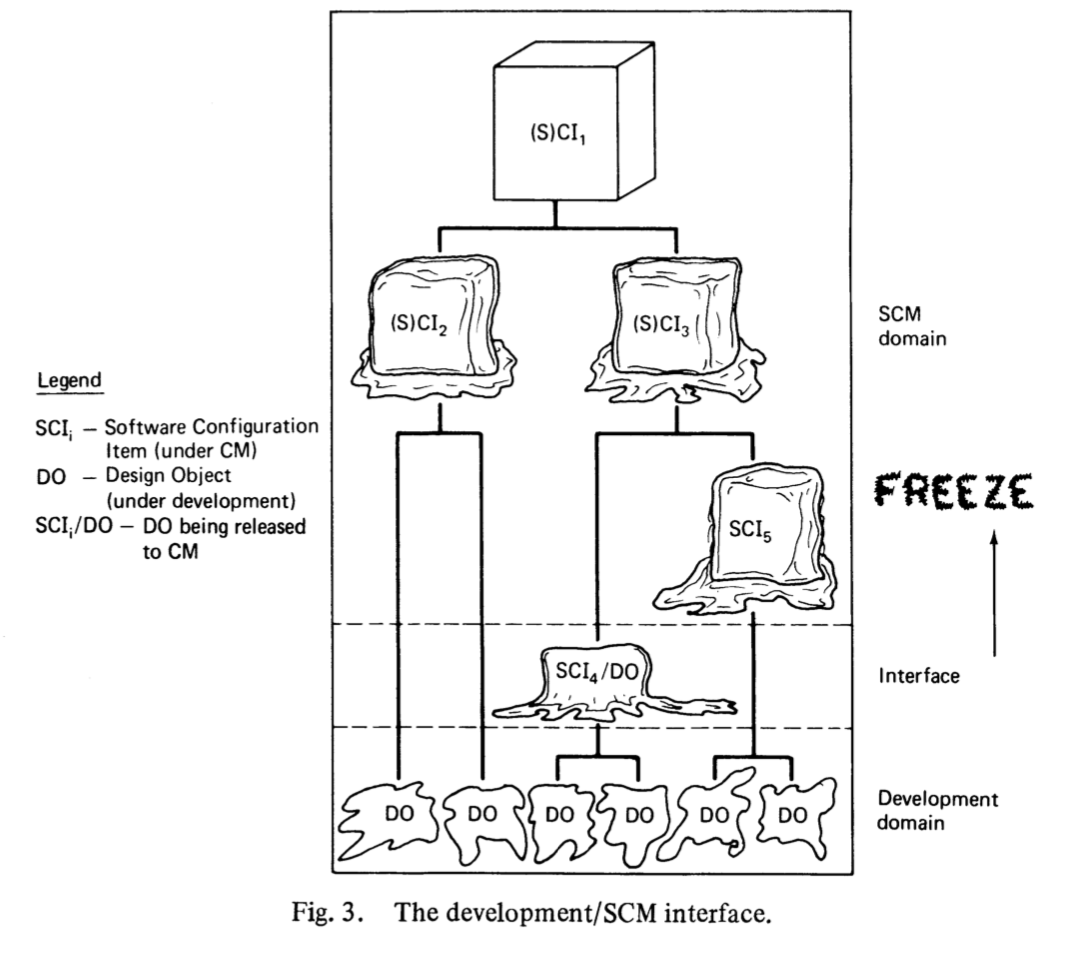 (S)CI₁
(S)CI₂
(S)CI₃
SCM
domain
Legend
SCIᵢ – Software Configuration
Item (under CM)
DO – Design Object
(under development)
SCIᵢ/DO – DO being released
to CM
FREEZE
SCI₅
SCI₄/DO
Interface
DO DO DO DO DO DO
Development
domain
Fig. 3. The development/SCM interface.